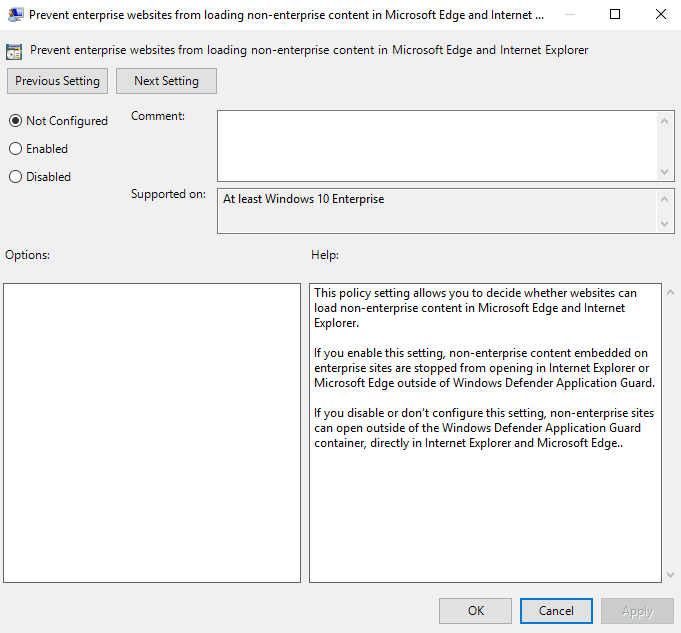 Prevent enterprise websites from loading non-enterprise content in Microsoft Edge and Internet ...
Prevent enterprise websites from loading non-enterprise content in Microsoft Edge and Internet Explorer
Previous Setting
Next Setting
Not Configured
Comment:
Enabled
Disabled
Supported on:
At least Windows 10 Enterprise
Options:
Help:
This policy setting allows you to decide whether websites can
load non-enterprise content in Microsoft Edge and Internet
Explorer.
If you enable this setting, non-enterprise content embedded on
enterprise sites are stopped from opening in Internet Explorer or
Microsoft Edge outside of Windows Defender Application Guard.
If you disable or don't configure this setting, non-enterprise sites
can open outside of the Windows Defender Application Guard
container, directly in Internet Explorer and Microsoft Edge..
OK
Cancel
Apply